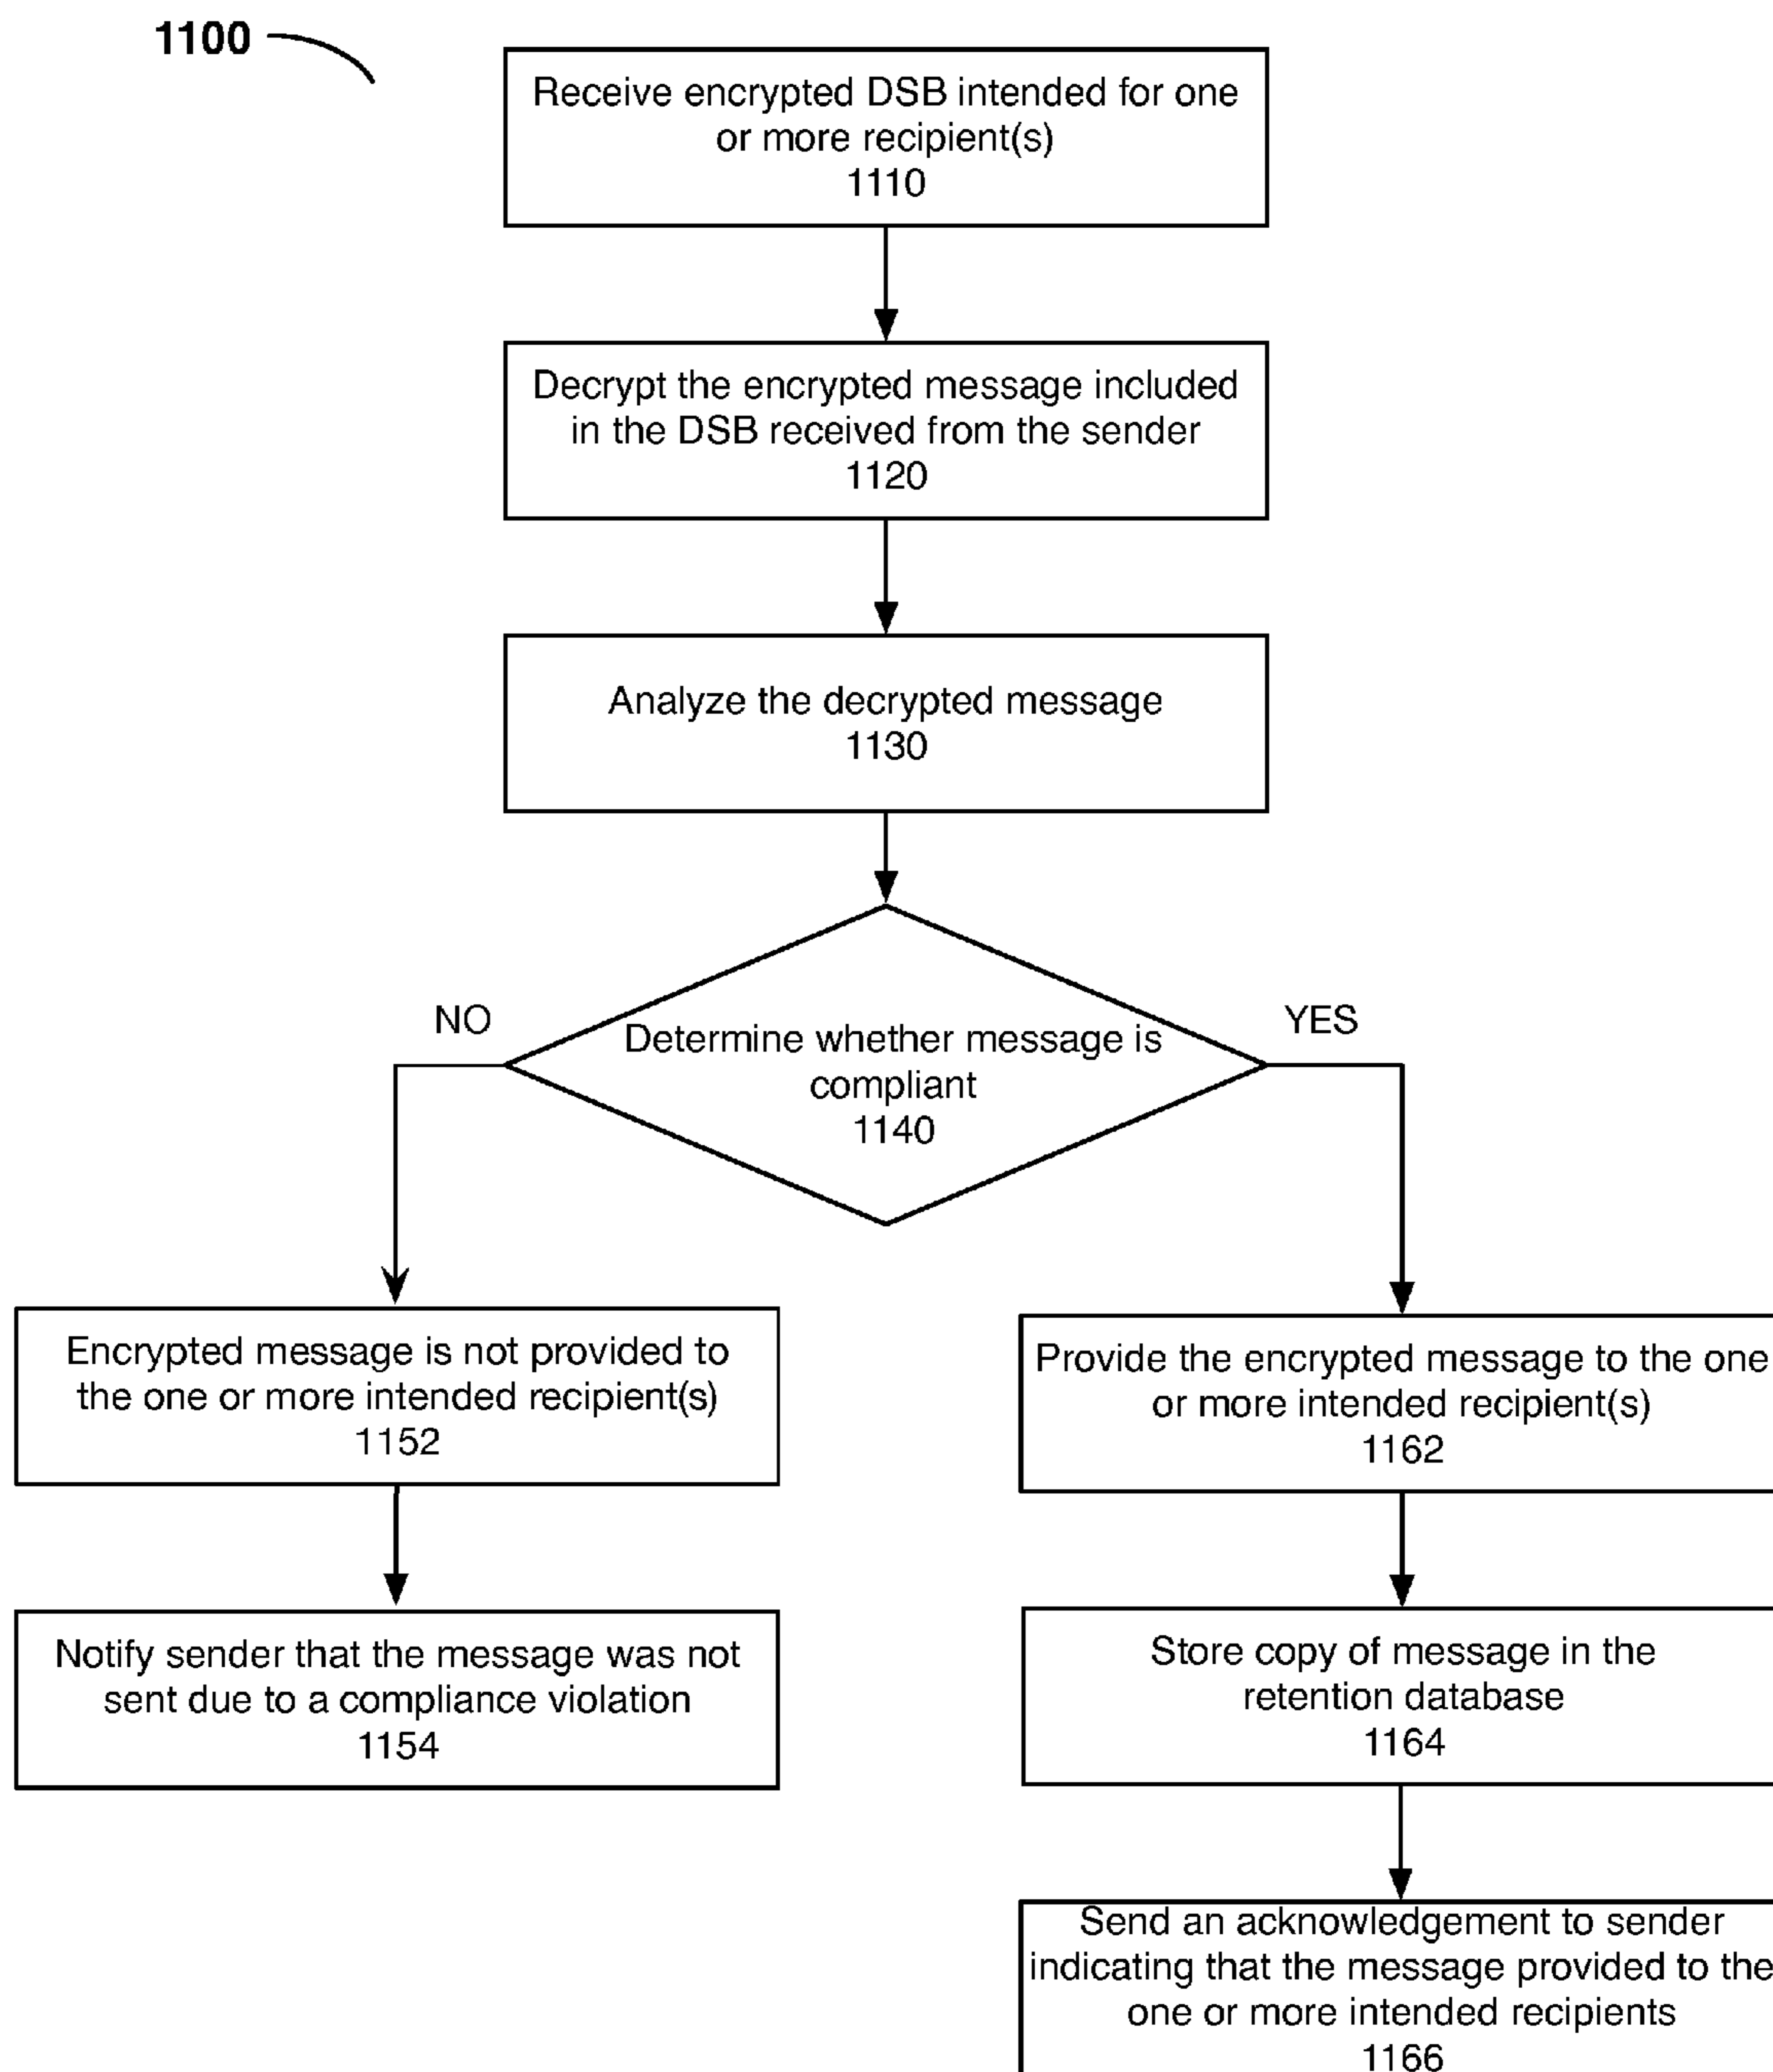 1100
Receive encrypted DSB intended for one
or more recipient(s)
1110
Decrypt the encrypted message included
in the DSB received from the sender
1120
Analyze the decrypted message
1130
Determine whether message is
compliant
1140
NO
YES
Encrypted message is not provided to
the one or more intended recipient(s)
1152
Notify sender that the message was not
sent due to a compliance violation
1154
Provide the encrypted message to the one
or more intended recipient(s)
1162
Store copy of message in the
retention database
1164
Send an acknowledgement to sender
indicating that the message provided to the
one or more intended recipients
1166